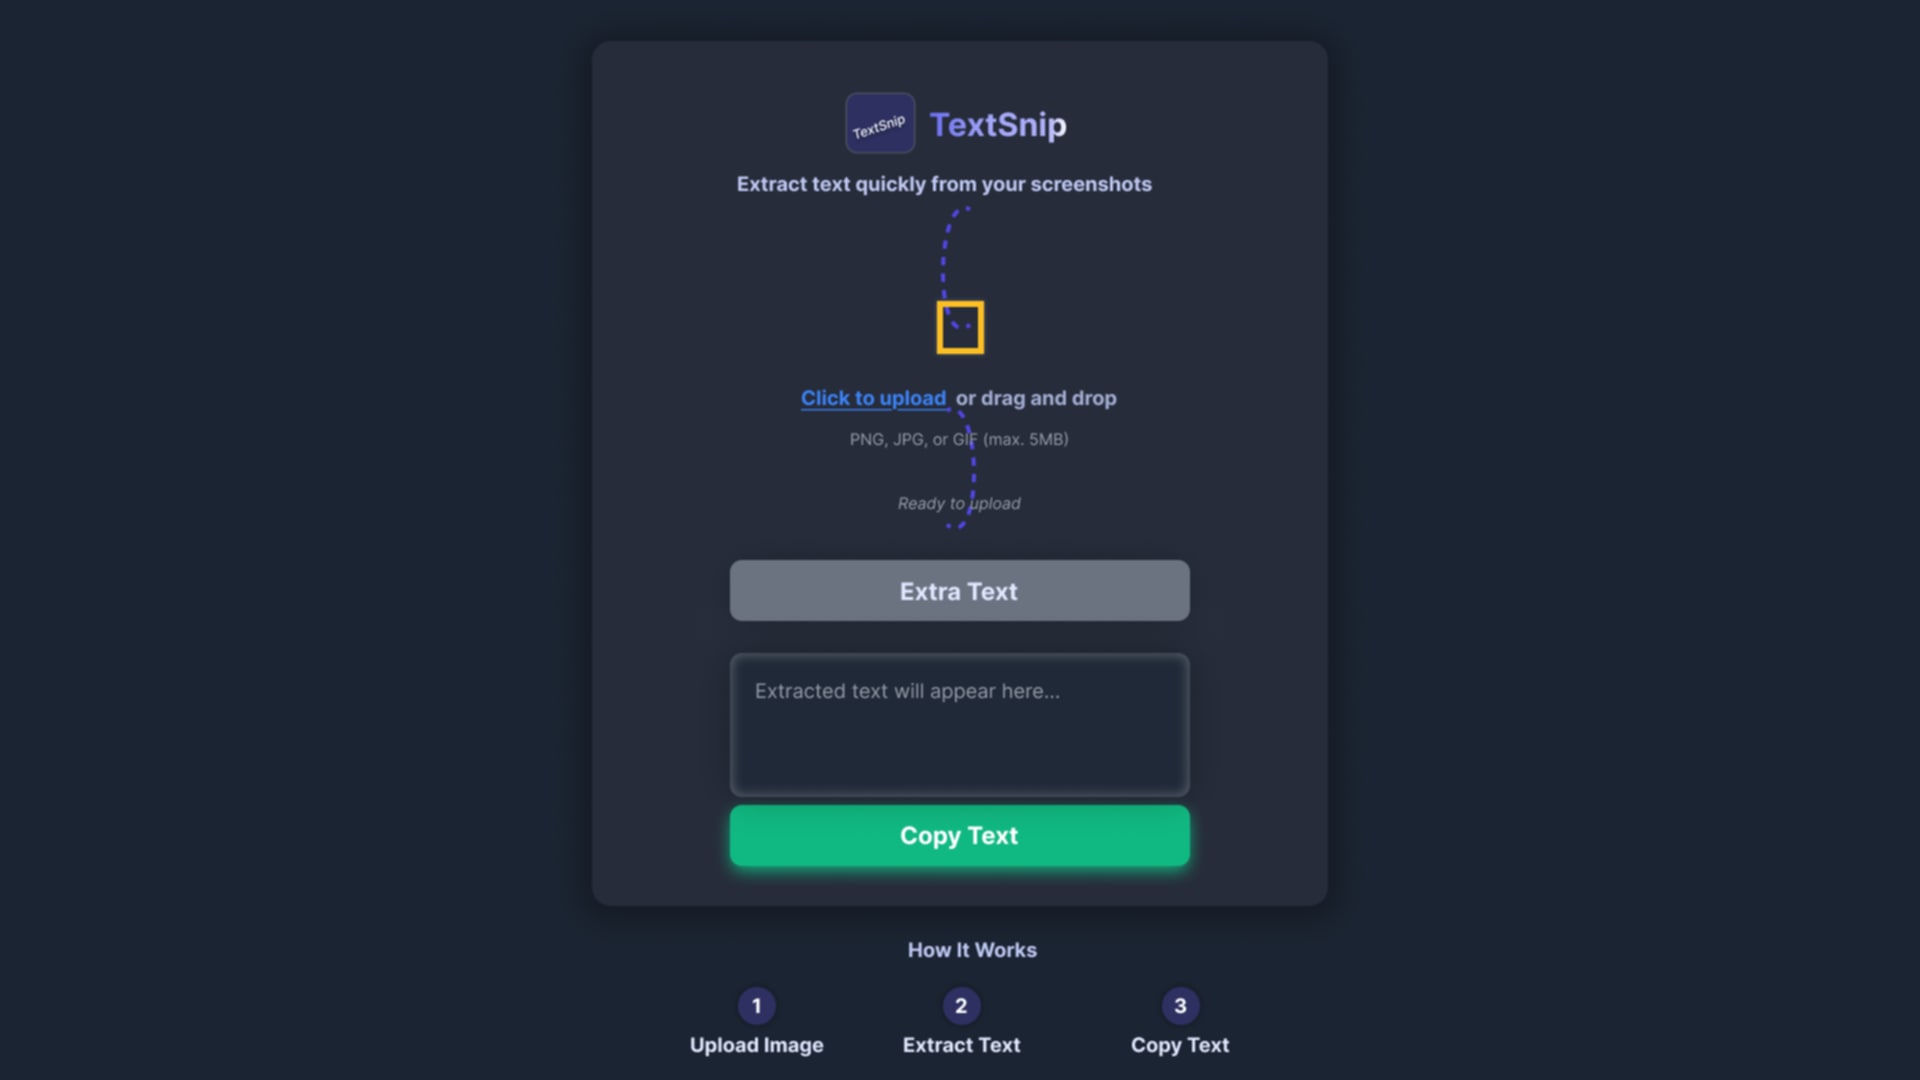 TextSnip
TextSnip
Extract text quickly from your screenshots
Click to upload or drag and drop
PNG, JPG, or GIF (max. 5MB)
Ready to upload
Extra Text
Extracted text will appear here...
Copy Text
How It Works
1 2 3
Upload Image Extract Text Copy Text